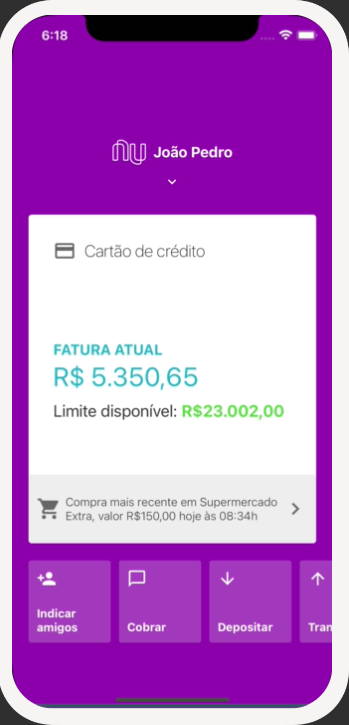 6:18
nu João Pedro
Cartão de crédito
FATURA ATUAL
R$ 5.350,65
Limite disponível: R$23.002,00
Compra mais recente em Supermercado
Extra, valor R$150,00 hoje às 08:34h
Indicar
amigos
Cobrar
Depositar
Tran